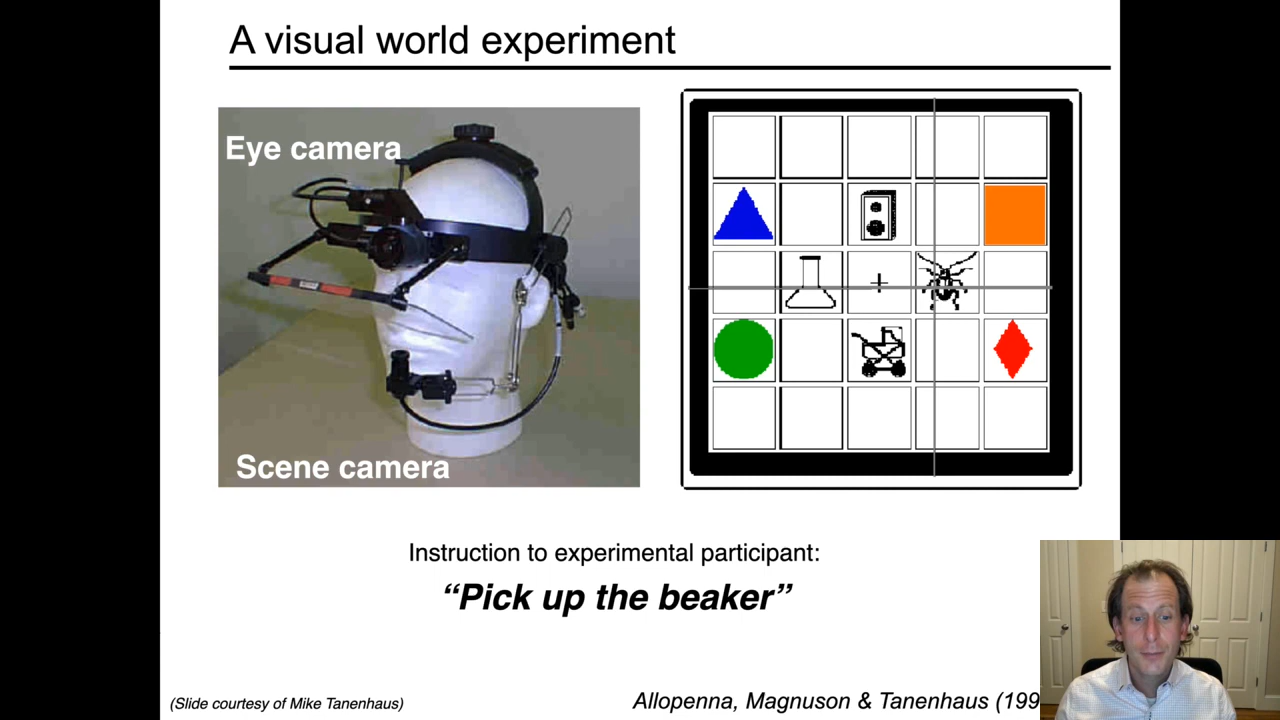 A visual world experiment
Eye camera
Scene camera
Instruction to experimental participant:
“Pick up the beaker”
(Slide courtesy of Mike Tanenhaus)
Allopenna, Magnuson & Tanenhaus (199